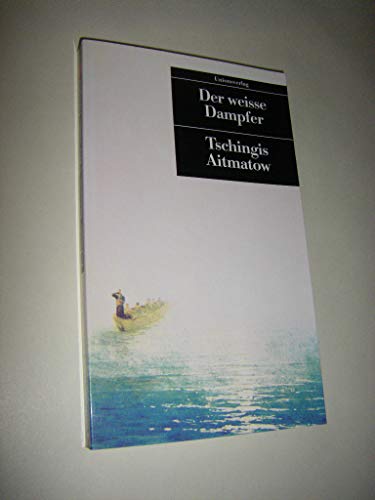 Unionsverlag
Der weisse
Dampfer
Tschingis
Aitmatow